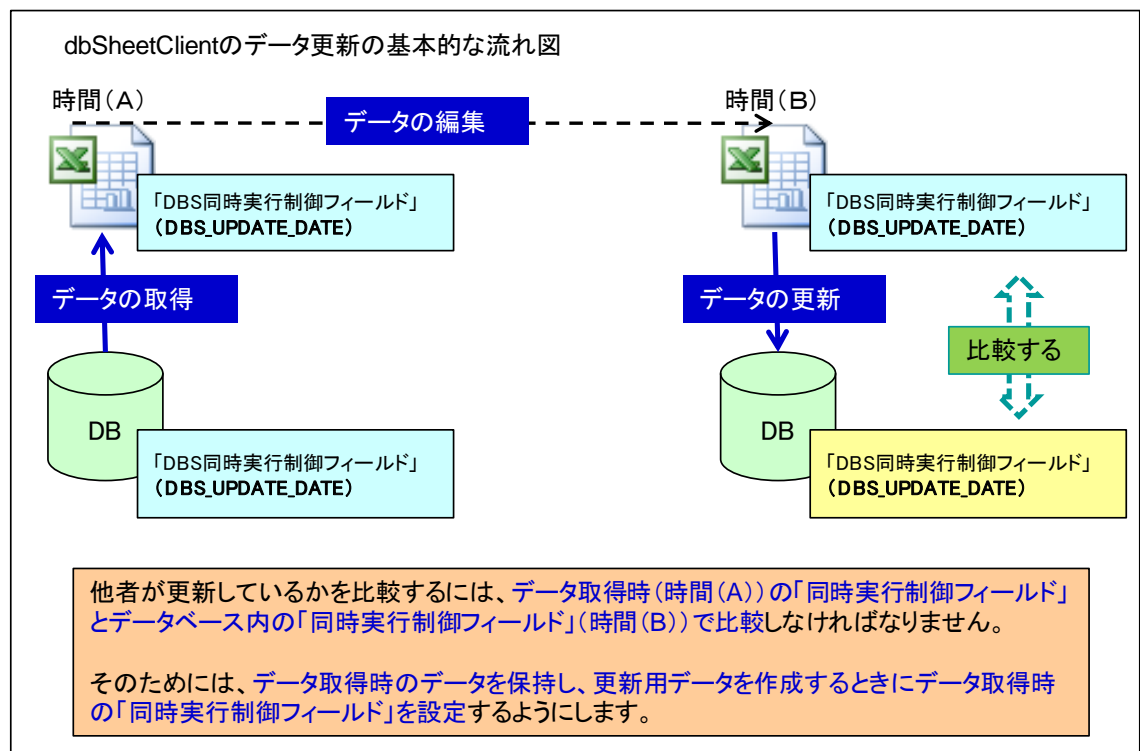 dbSheetClientのデータ更新の基本的な流れ図
時間(A)
時間(B)
データの編集
「DBS同時実行制御フィールド」
(DBS_UPDATE_DATE)
「DBS同時実行制御フィールド」
(DBS_UPDATE_DATE)
データの取得
データの更新
比較する
DB
DB
「DBS同時実行制御フィールド」
(DBS_UPDATE_DATE)
「DBS同時実行制御フィールド」
(DBS_UPDATE_DATE)
他者が更新しているかを比較するには、データ取得時(時間(A))の「同時実行制御フィールド」
とデータベース内の「同時実行制御フィールド」(時間(B))で比較しなければなりません。
そのためには、データ取得時のデータを保持し、更新用データを作成するときにデータ取得時
の「同時実行制御フィールド」を設定するようにします。